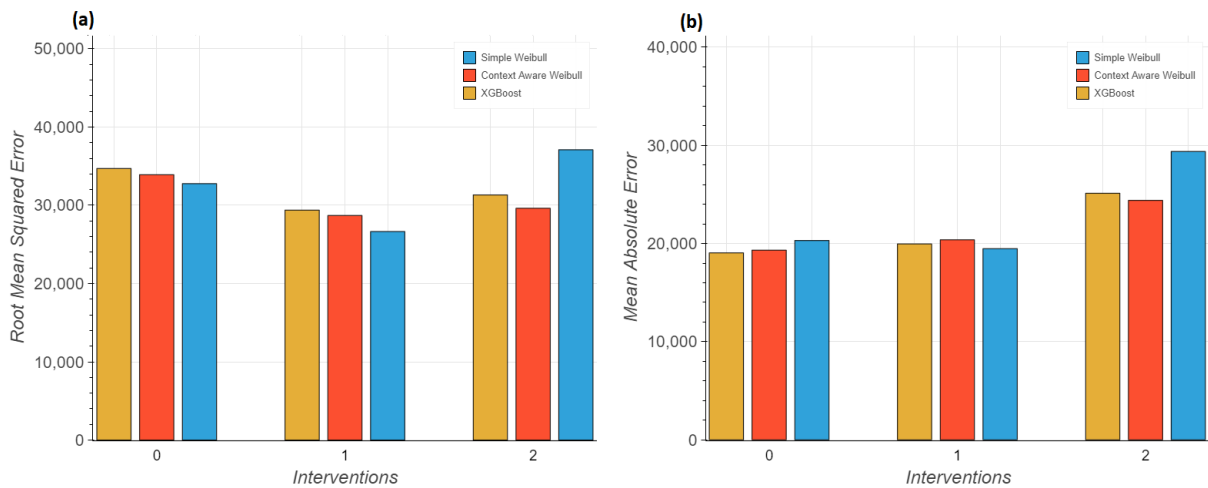 (a)
Root Mean Squared Error
50,000
40,000
30,000
20,000
10,000
0
Simple Weibull
Context Aware Weibull
XGBoost
0 1 2
Interventions
(b)
Mean Absolute Error
40,000
30,000
20,000
10,000
0
Simple Weibull
Context Aware Weibull
XGBoost
0 1 2
Interventions